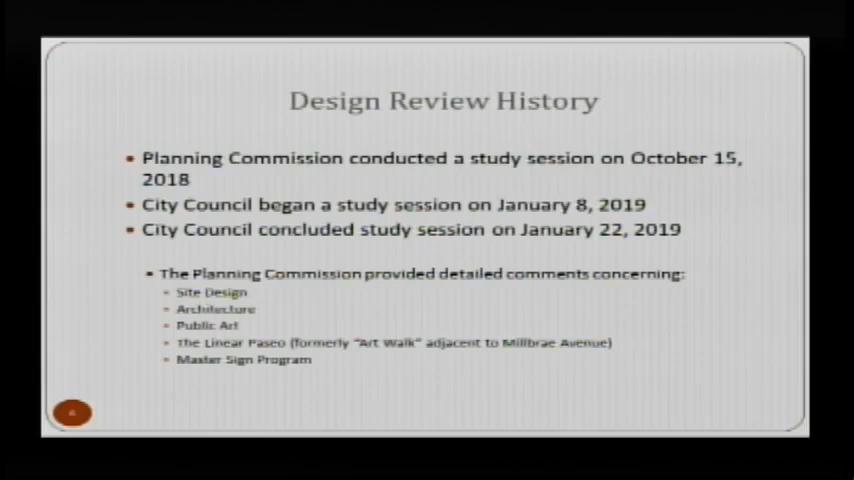 Design Review History
• Planning Commission conducted a study session on October 15,
2018
• City Council began a study session on January 8, 2019
• City Council concluded study session on January 22, 2019
• The Planning Commission provided detailed comments concerning:
• Site Design
• Architecture
• Public Art
• The Linear Paseo (formerly "Art Walk" adjacent to Millbrae Avenue)
• Master Sign Program